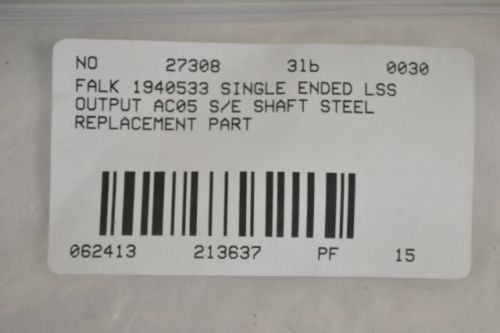 NO 27308 31b 0030
FALK 1940533 SINGLE ENDED LSS
OUTPUT AC05 S/E SHAFT STEEL
REPLACEMENT PART
062413 213637 PF 15